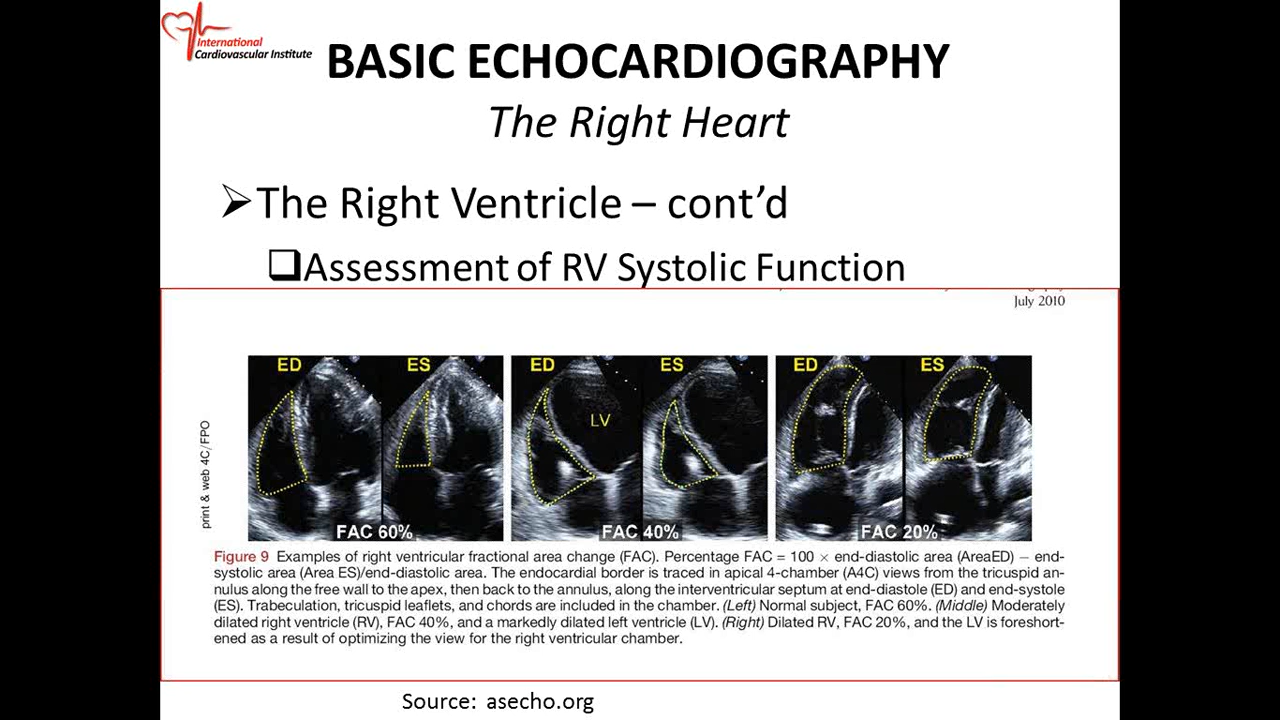 International
Cardiovascular Institute
BASIC ECHOCARDIOGRAPHY
The Right Heart
The Right Ventricle – cont’d
Assessment of RV Systolic Function
July 2010
ED ES ED ES ED ES
LV
print & web 4C/FPO
FAC 60% FAC 40% FAC 20%
Figure 9 Examples of right ventricular fractional area change (FAC). Percentage FAC = 100 × end-diastolic area (AreaED) − end-
systolic area (Area ES)/end-diastolic area. The endocardial border is traced in apical 4-chamber (A4C) views from the tricuspid an-
nulus along the free wall to the apex, then back to the annulus, along the interventricular septum at end-diastole (ED) and end-systole
(ES). Trabeculation, tricuspid leaflets, and chords are included in the chamber. (Left) Normal subject, FAC 60%. (Middle) Moderately
dilated right ventricle (RV), FAC 40%, and a markedly dilated left ventricle (LV). (Right) Dilated RV, FAC 20%, and the LV is foreshort-
ened as a result of optimizing the view for the right ventricular chamber.
Source: asecho.org